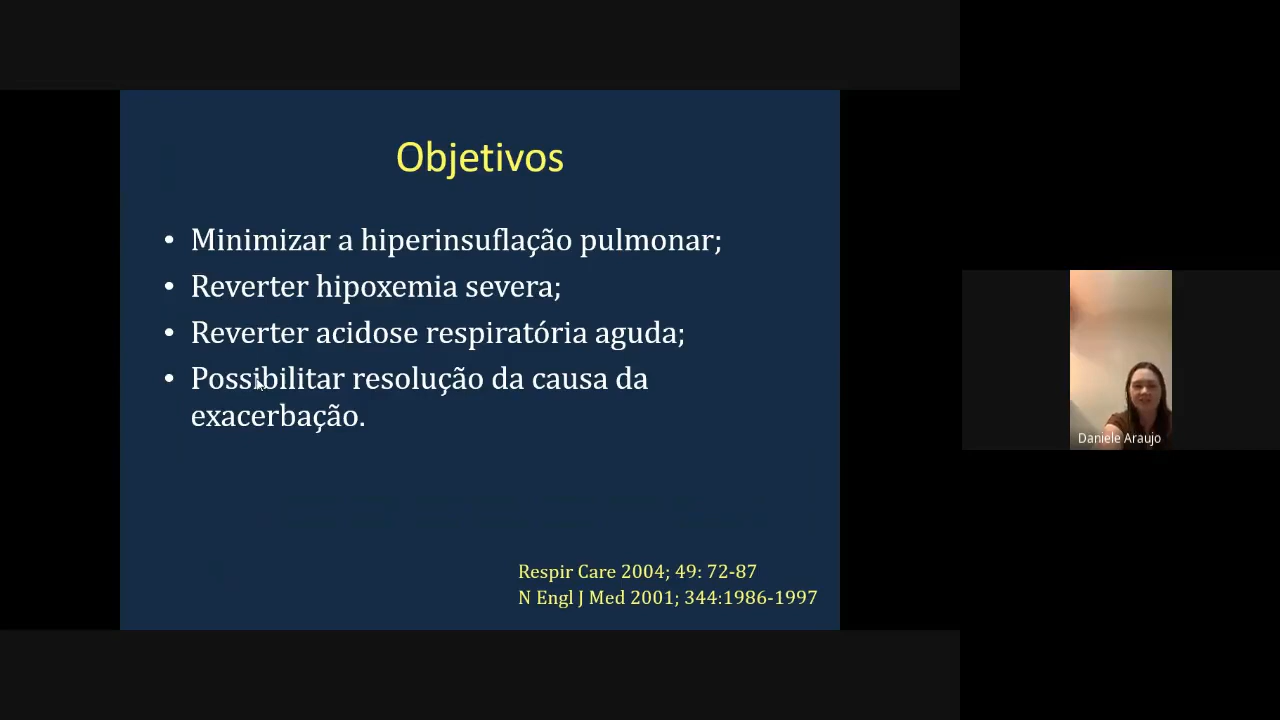 Objetivos
• Minimizar a hiperinsuflação pulmonar;
• Reverter hipoxemia severa;
• Reverter acidose respiratória aguda;
• Possibilitar resolução da causa da
exacerbação.
Respir Care 2004; 49: 72-87
N Engl J Med 2001; 344:1986-1997
Daniele Araujo